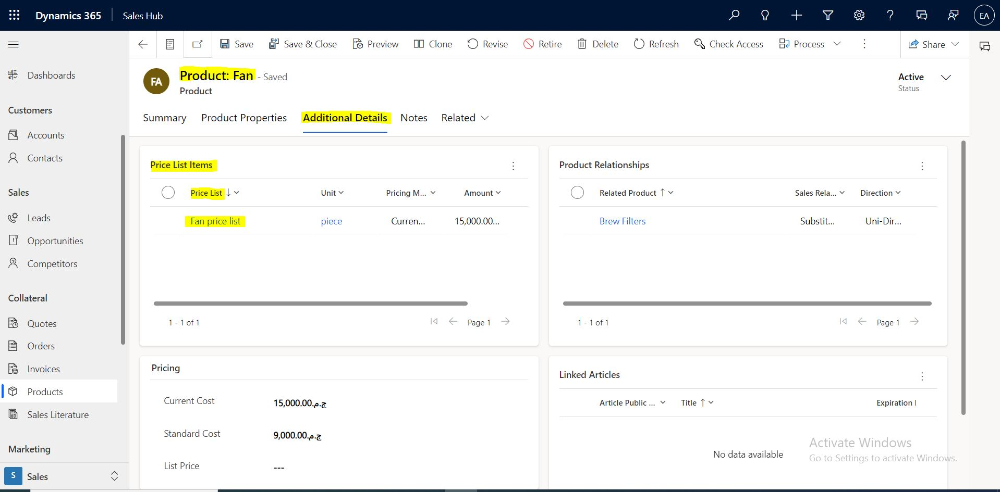 Dynamics 365 Sales Hub EA
Save Save & Close Preview Clone Revise Retire Delete Refresh Check Access Process Share
Dashboards
Customers
Accounts
Contacts
Sales
Leads
Opportunities
Competitors
Collateral
Quotes
Orders
Invoices
Products
Sales Literature
Marketing
S Sales
FA Product: Fan - Saved
Product
Active
Status
Summary Product Properties Additional Details Notes Related
Price List Items
Price List Unit Pricing M... Amount
Fan price list piece Curren... 15,000.00...
1 - 1 of 1 Page 1
Product Relationships
Related Product Sales Rela... Direction
Brew Filters Substit... Uni-Dir...
1 - 1 of 1 Page 1
Pricing
Current Cost ج.م.15,000.00
Standard Cost ج.م.9,000.00
List Price ---
Linked Articles
Article Public ... Title Expiration
No data available
Activate Windows
Go to Settings to activate Windows.